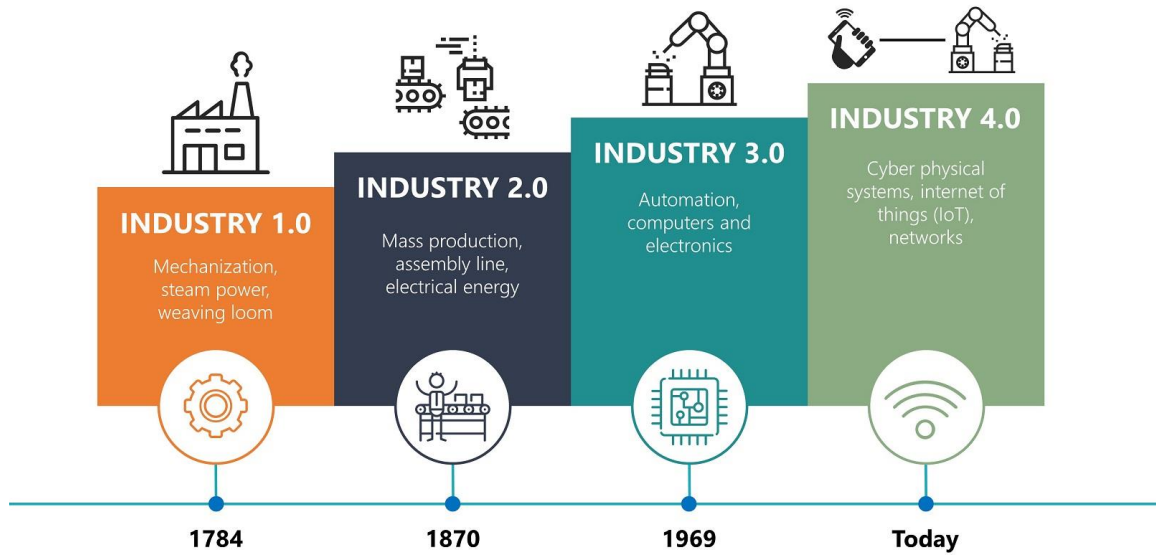 INDUSTRY 1.0
Mechanization,
steam power,
weaving loom
INDUSTRY 2.0
Mass production,
assembly line,
electrical energy
INDUSTRY 3.0
Automation,
computers and
electronics
INDUSTRY 4.0
Cyber physical
systems, internet of
things (IoT),
networks
1784
1870
1969
Today